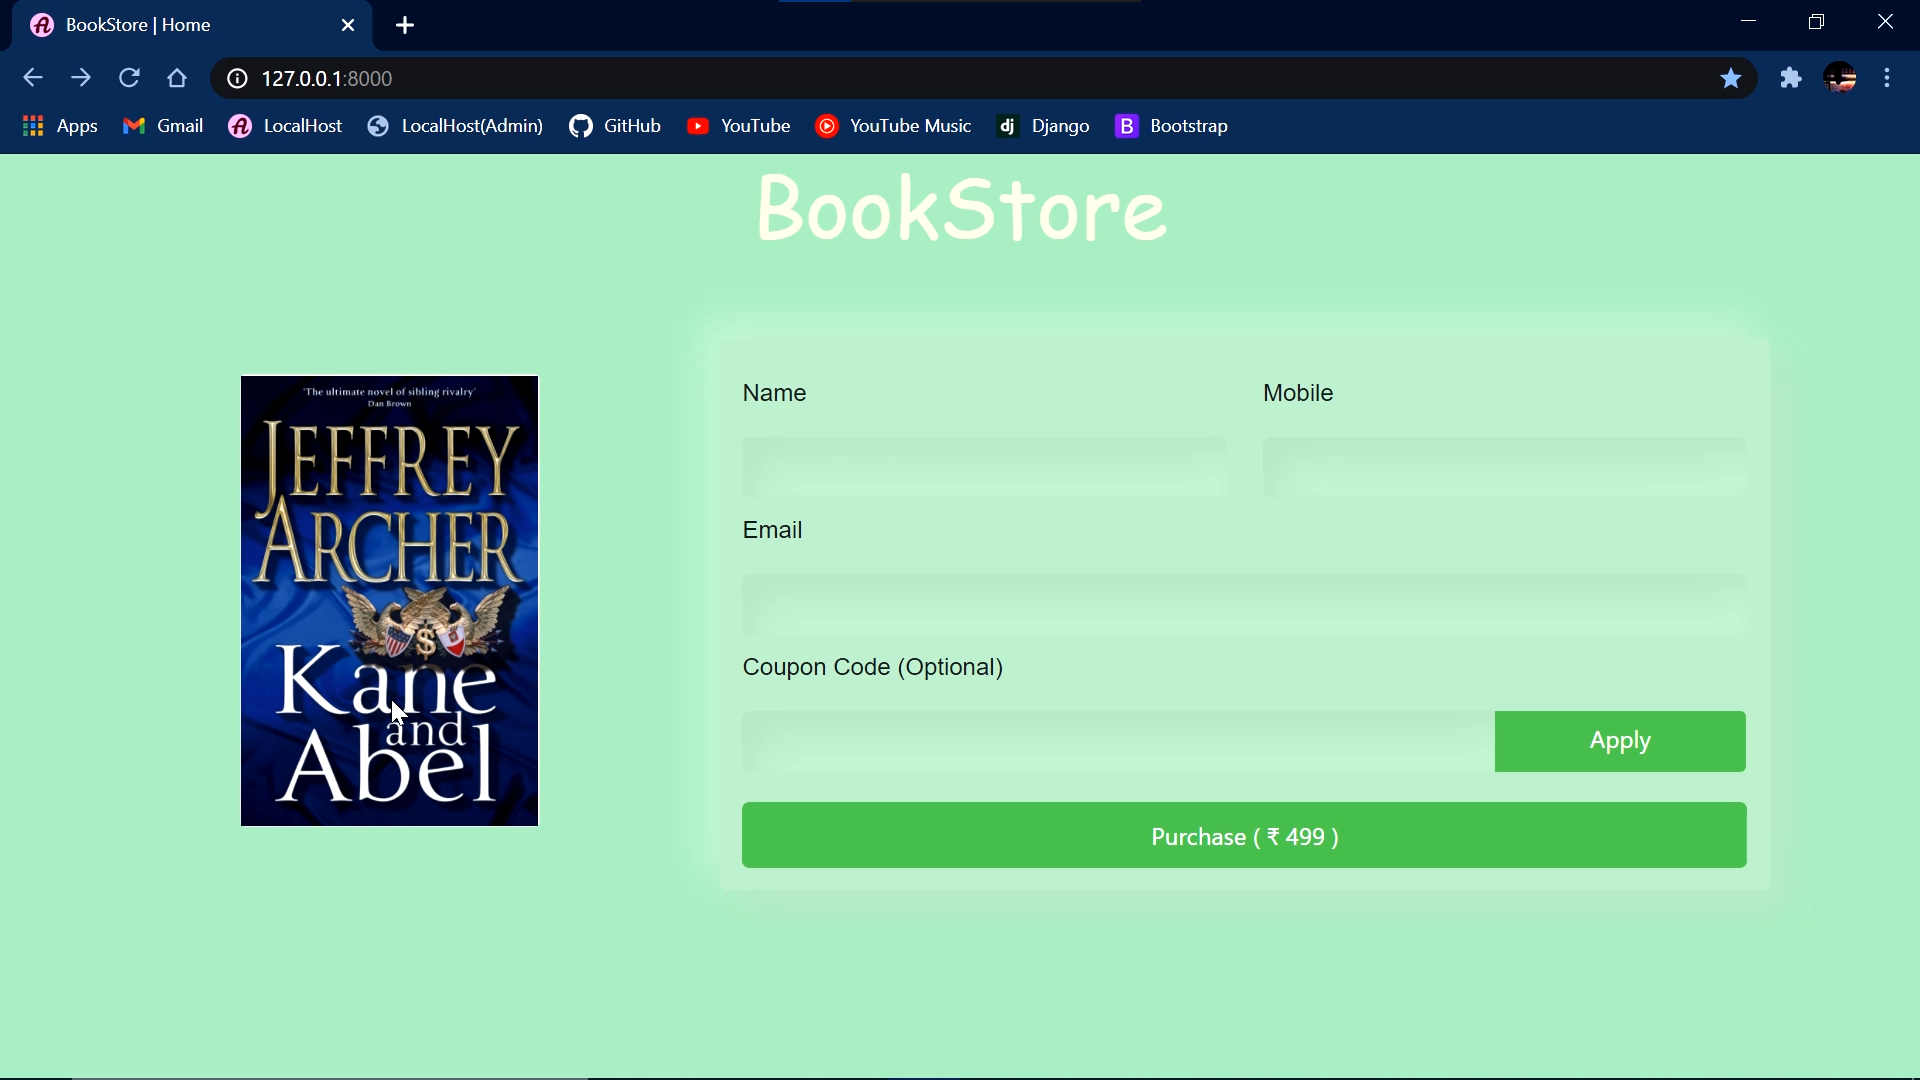 BookStore | Home
127.0.0.1:8000
Apps Gmail LocalHost LocalHost(Admin) GitHub YouTube YouTube Music dj Django B Bootstrap
BookStore
'The ultimate novel of sibling rivalry'
Dan Brown
JEFFREY
ARCHER
$
Kane
and
Abel
Name Mobile
Email
Coupon Code (Optional)
Apply
Purchase ( ₹ 499 )